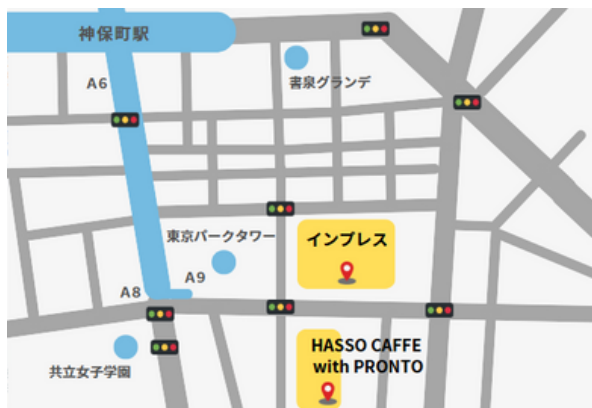 神保町駅
A6
書泉グランデ
東京パークタワー
インプレス
A9
A8
共立女子学園
HASSO CAFFE
with PRONTO